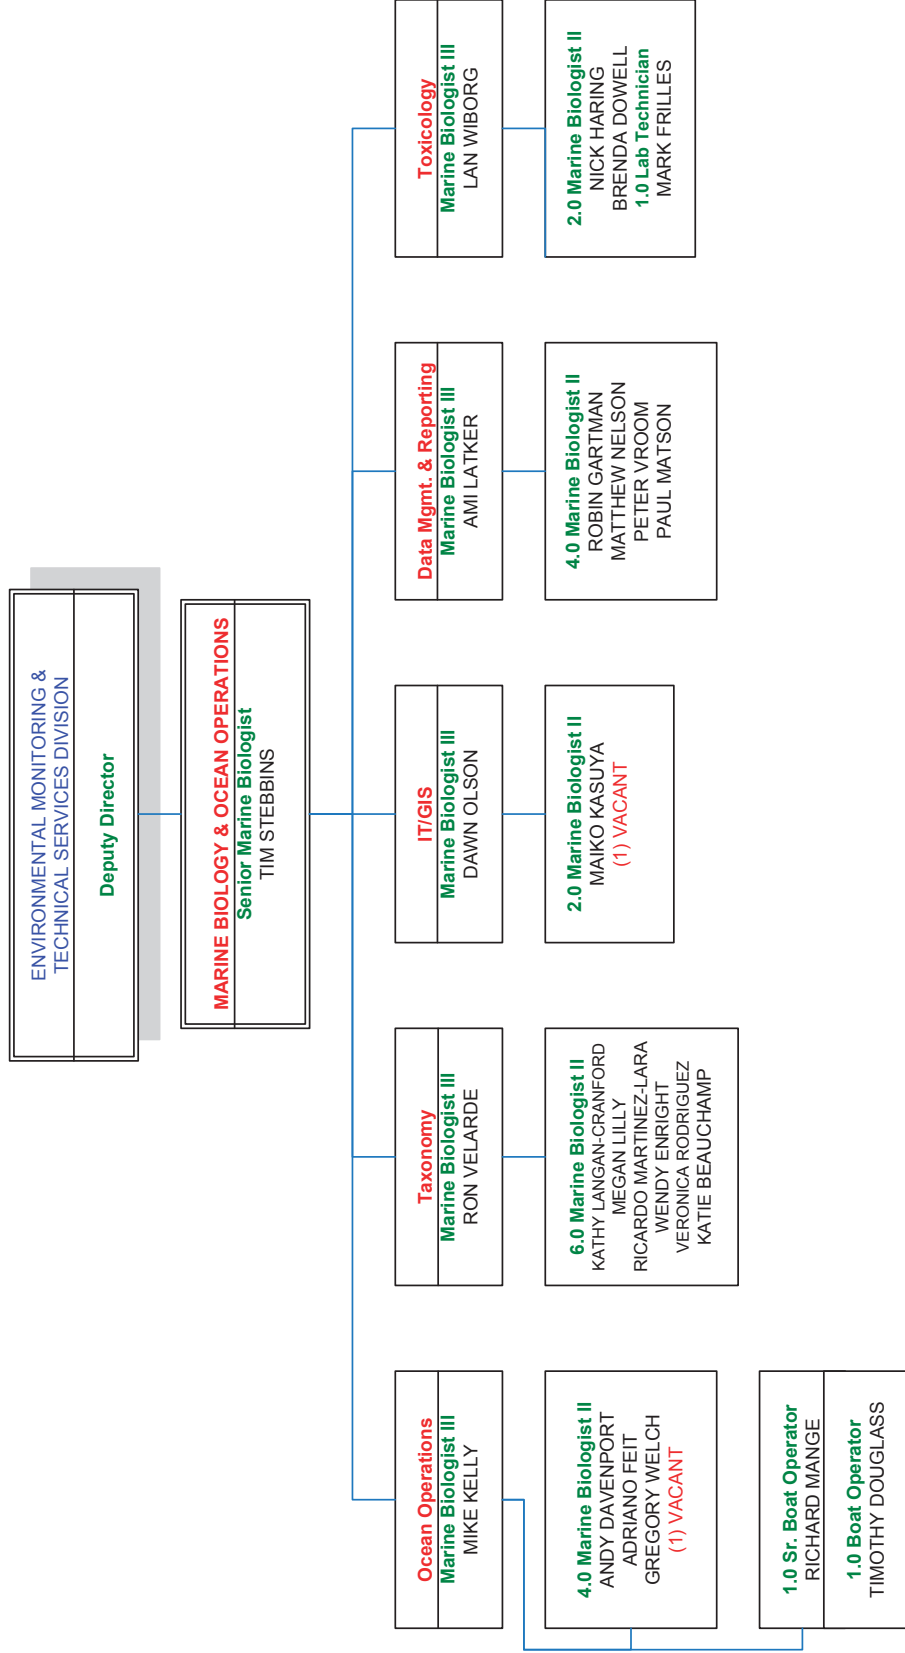 ENVIRONMENTAL MONITORING &
TECHNICAL SERVICES DIVISION
Deputy Director
MARINE BIOLOGY & OCEAN OPERATIONS
Senior Marine Biologist
TIM STEBBINS
Ocean Operations
Marine Biologist III
MIKE KELLY
4.0 Marine Biologist II
ANDY DAVENPORT
ADRIANO FEIT
GREGORY WELCH
(1) VACANT
1.0 Sr. Boat Operator
RICHARD MANGE
1.0 Boat Operator
TIMOTHY DOUGLASS
Taxonomy
Marine Biologist III
RON VELARDE
6.0 Marine Biologist II
KATHY LANGAN-CRANFORD
MEGAN LILLY
RICARDO MARTINEZ-LARA
WENDY ENRIGHT
VERONICA RODRIGUEZ
KATIE BEAUCHAMP
IT/GIS
Marine Biologist III
DAWN OLSON
2.0 Marine Biologist II
MAIKO KASUYA
(1) VACANT
Data Mgmt. & Reporting
Marine Biologist III
AMI LATKER
4.0 Marine Biologist II
ROBIN GARTMAN
MATTHEW NELSON
PETER VROOM
PAUL MATSON
Toxicology
Marine Biologist III
LAN WIBORG
2.0 Marine Biologist II
NICK HARING
BRENDA DOWELL
1.0 Lab Technician
MARK FRILLES